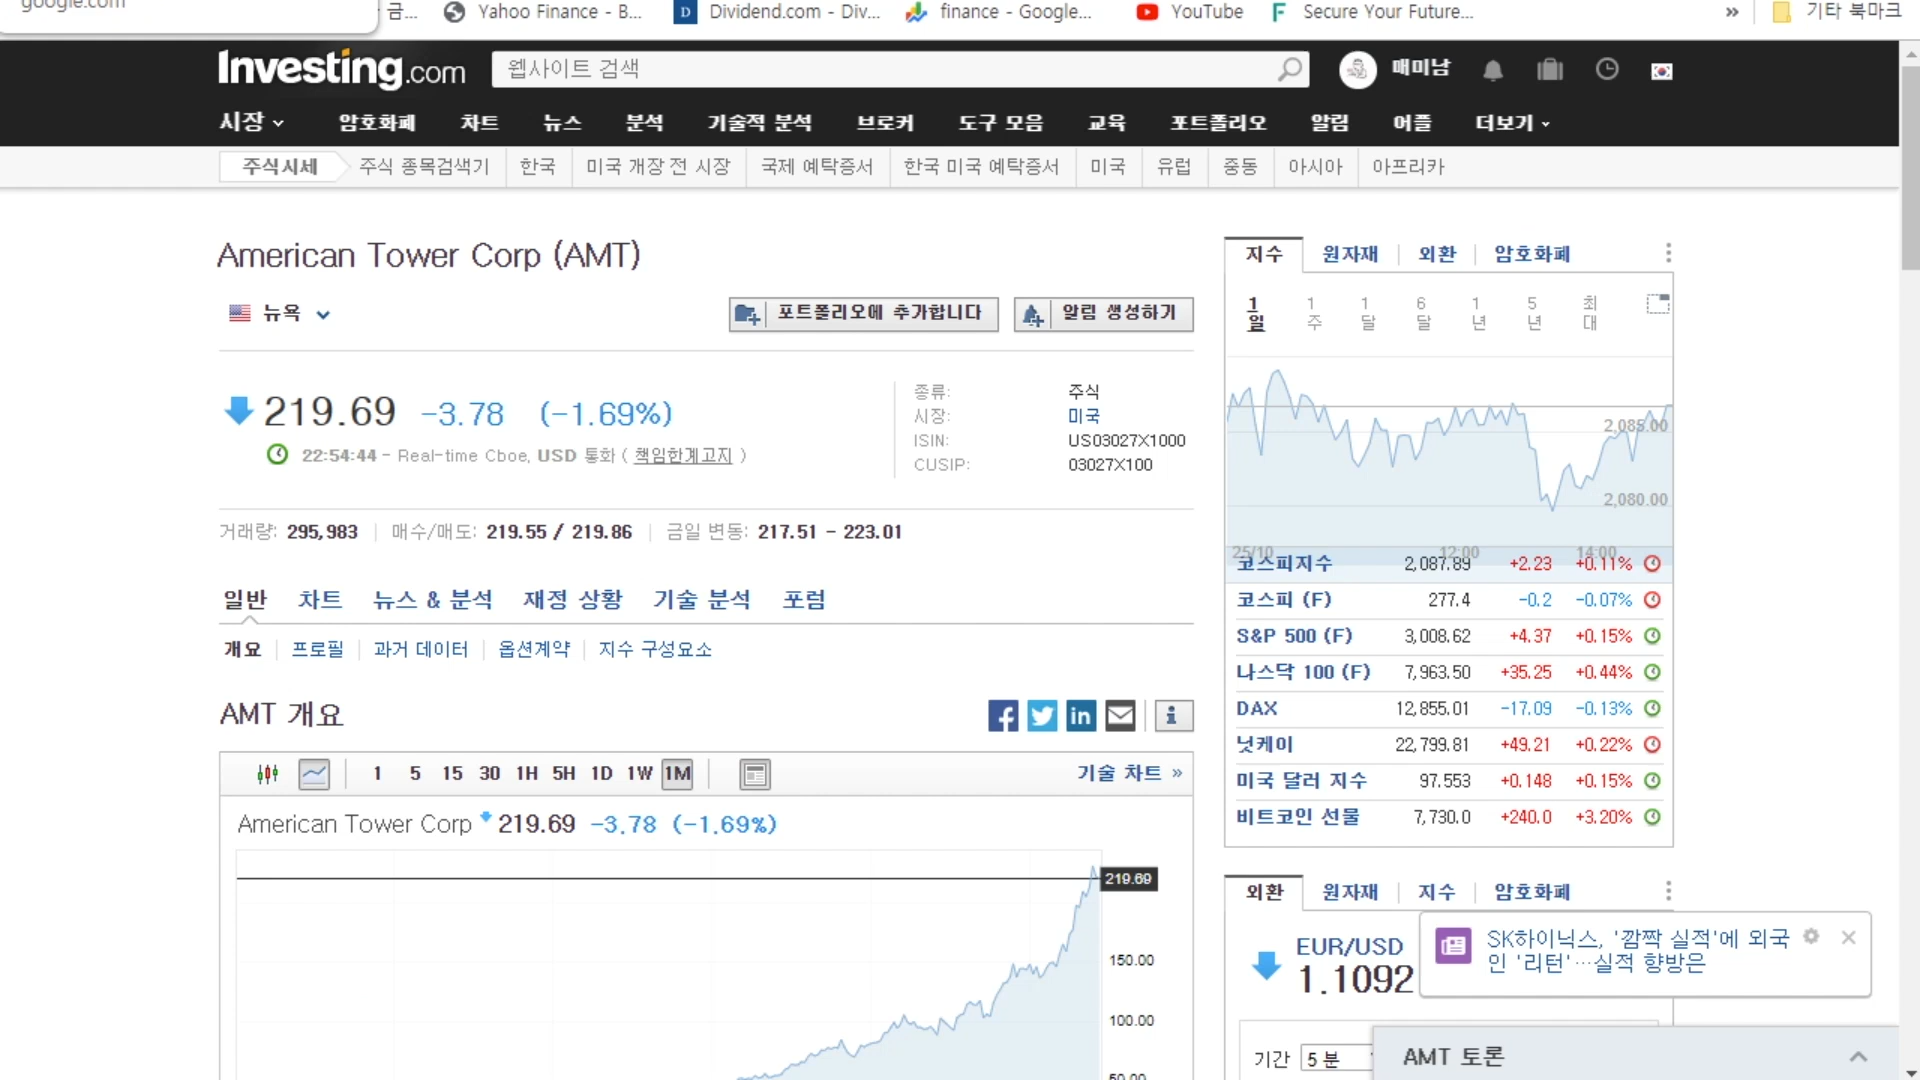 google.com
금...
Yahoo Finance - B...
Dividend.com - Div...
finance - Google...
YouTube
Secure Your Future...
»
기타 북마크
Investing.com
웹사이트 검색
매미남
시장 암호화폐 차트 뉴스 분석 기술적 분석 브로커 도구 모음 교육 포트폴리오 알림 어플 더보기
주식시세 주식 종목검색기 한국 미국 개장 전 시장 국제 예탁증서 한국 미국 예탁증서 미국 유럽 중동 아시아 아프리카
American Tower Corp (AMT)
뉴욕
포트폴리오에 추가합니다
알림 생성하기
219.69 -3.78 (-1.69%)
22:54:44 - Real-time Cboe, USD 통화 ( 책임한계고지 )
종류: 주식
시장: 미국
ISIN: US03027X1000
CUSIP: 03027X100
거래량: 295,983 매수/매도: 219.55 / 219.86 금일 변동: 217.51 - 223.01
일반 차트 뉴스 & 분석 재정 상황 기술 분석 포럼
개요 프로필 과거 데이터 옵션계약 지수 구성요소
AMT 개요
1 5 15 30 1H 5H 1D 1W 1M
기술 차트 »
American Tower Corp 219.69 -3.78 (-1.69%)
219.69
150.00
100.00
50.00
지수 원자재 외환 암호화폐
1일 1주 1달 6달 1년 5년 최대
2,085.00
2,080.00
25/10 12:00 14:00
코스피지수 2,087.89 +2.23 +0.11%
코스피 (F) 277.4 -0.2 -0.07%
S&P 500 (F) 3,008.62 +4.37 +0.15%
나스닥 100 (F) 7,963.50 +35.25 +0.44%
DAX 12,855.01 -17.09 -0.13%
닛케이 22,799.81 +49.21 +0.22%
미국 달러 지수 97.553 +0.148 +0.15%
비트코인 선물 7,730.0 +240.0 +3.20%
외환 원자재 지수 암호화폐
EUR/USD
1.1092
SK하이닉스, '깜짝 실적'에 외국
인 '리턴'…실적 향방은
기간 5 분
AMT 토론